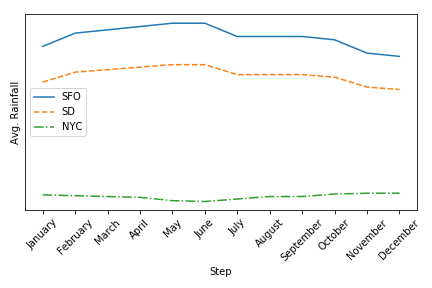 Avg. Rainfall
SFO
SD
NYC
January
February
March
April
May
June
July
August
September
October
November
December
Step